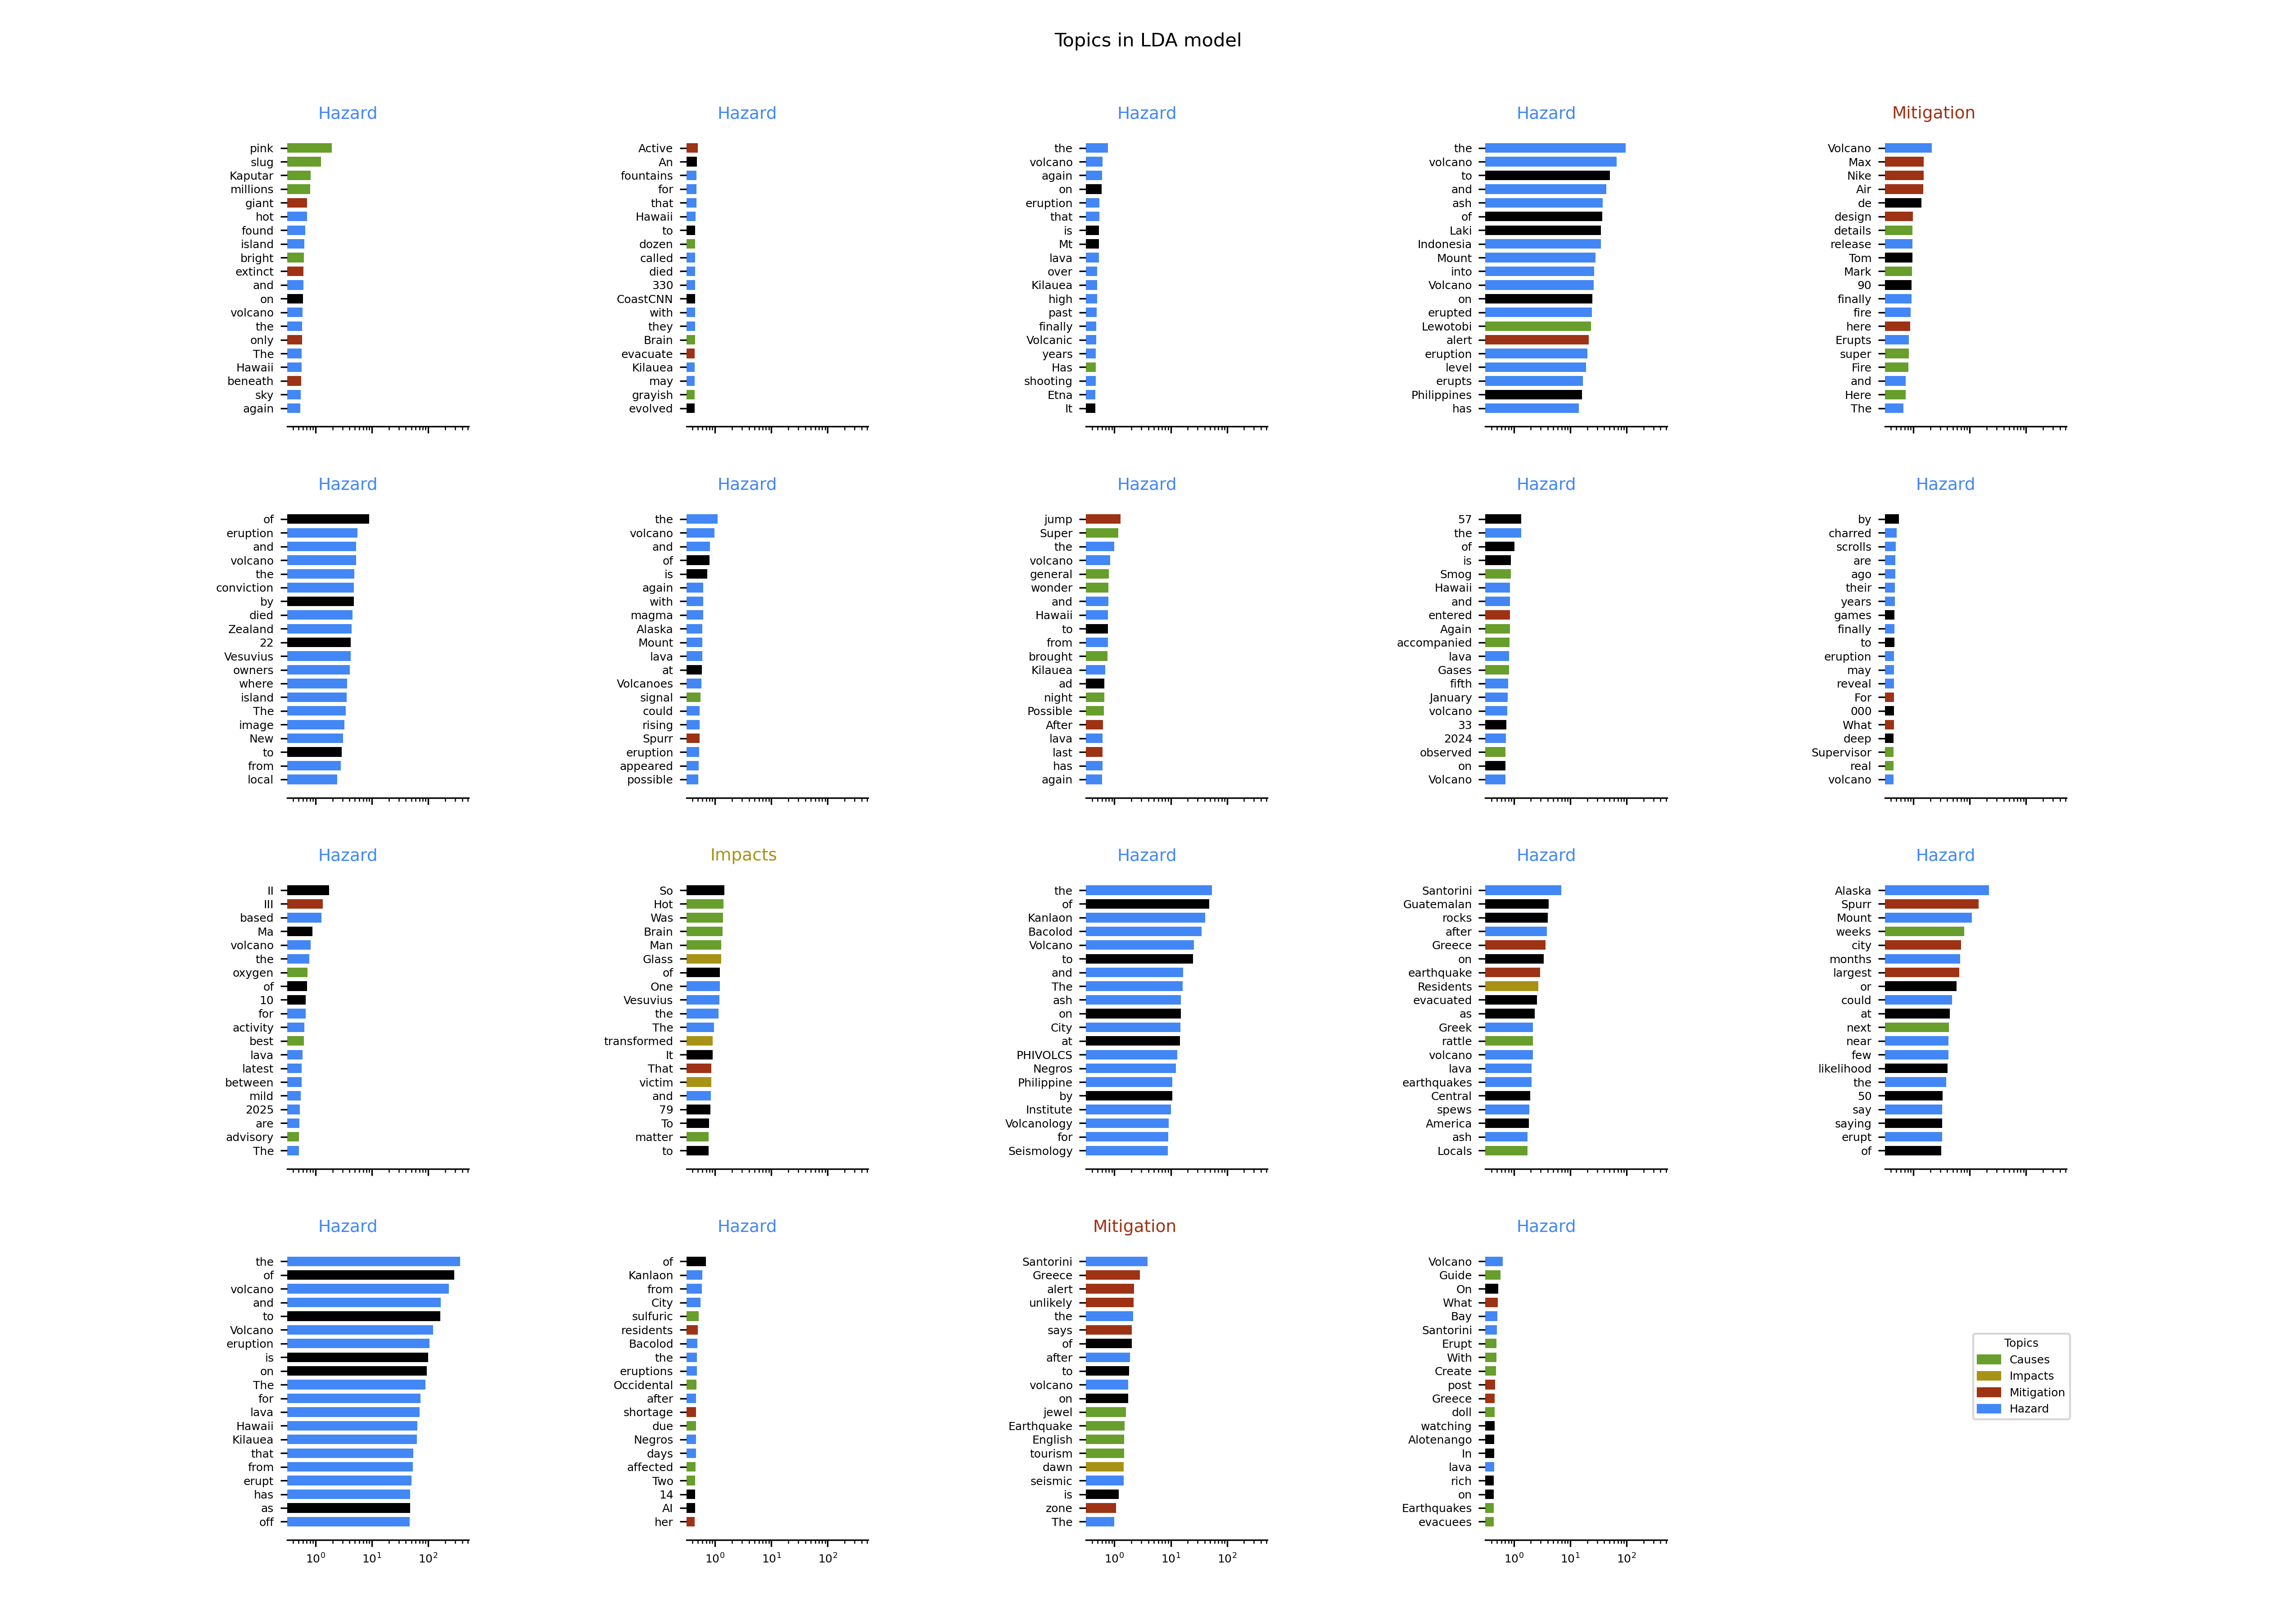 Topics in LDA model
Hazard
pink
slug
Kaputar
millions
giant
hot
found
island
bright
extinct
and
on
volcano
the
only
The
Hawaii
beneath
sky
again
Hazard
Active
An
fountains
for
that
Hawaii
to
dozen
called
died
330
CoastCNN
with
they
Brain
evacuate
Kilauea
may
grayish
evolved
Hazard
the
volcano
again
on
eruption
that
is
Mt
lava
over
Kilauea
high
past
finally
Volcanic
years
Has
shooting
Etna
It
Hazard
the
volcano
to
and
ash
of
Laki
Indonesia
Mount
into
Volcano
on
erupted
Lewotobi
alert
eruption
level
erupts
Philippines
has
Mitigation
Volcano
Max
Nike
Air
de
design
details
release
Tom
Mark
90
finally
fire
here
Erupts
super
Fire
and
Here
The
Hazard
of
eruption
and
volcano
the
conviction
by
died
Zealand
22
Vesuvius
owners
where
island
The
image
New
to
from
local
Hazard
the
volcano
and
of
is
again
with
magma
Alaska
Mount
lava
at
Volcanoes
signal
could
rising
Spurr
eruption
appeared
possible
Hazard
jump
Super
the
volcano
general
wonder
and
Hawaii
to
from
brought
Kilauea
ad
night
Possible
After
lava
last
has
again
Hazard
57
the
of
is
Smog
Hawaii
and
entered
Again
accompanied
lava
Gases
fifth
January
volcano
33
2024
observed
on
Volcano
Hazard
by
charred
scrolls
are
ago
their
years
games
finally
to
eruption
may
reveal
For
000
What
deep
Supervisor
real
volcano
Hazard
II
III
based
Ma
volcano
the
oxygen
of
10
for
activity
best
lava
latest
between
mild
2025
are
advisory
The
Impacts
So
Hot
Was
Brain
Man
Glass
of
One
Vesuvius
the
The
transformed
It
That
victim
and
79
To
matter
to
Hazard
the
of
Kanlaon
Bacolod
Volcano
to
and
The
ash
on
City
at
PHIVOLCS
Negros
Philippine
by
Institute
Volcanology
for
Seismology
Hazard
Santorini
Guatemalan
rocks
after
Greece
on
earthquake
Residents
evacuated
as
Greek
rattle
volcano
lava
earthquakes
Central
spews
America
ash
Locals
Hazard
Alaska
Spurr
Mount
weeks
city
months
largest
or
could
at
next
near
few
likelihood
the
50
say
saying
erupt
of
Hazard
the
of
volcano
and
to
Volcano
eruption
is
on
The
for
lava
Hawaii
Kilauea
that
from
erupt
has
as
off
10⁰ 10¹ 10²
Hazard
of
Kanlaon
from
City
sulfuric
residents
Bacolod
the
eruptions
Occidental
after
shortage
due
Negros
days
affected
Two
14
AI
her
10⁰ 10¹ 10²
Mitigation
Santorini
Greece
alert
unlikely
the
says
of
after
to
volcano
on
jewel
Earthquake
English
tourism
dawn
seismic
is
zone
The
10⁰ 10¹ 10²
Hazard
Volcano
Guide
On
What
Bay
Santorini
Erupt
With
Create
post
Greece
doll
watching
Alotenango
In
lava
rich
on
Earthquakes
evacuees
10⁰ 10¹ 10²
Topics
Causes
Impacts
Mitigation
Hazard